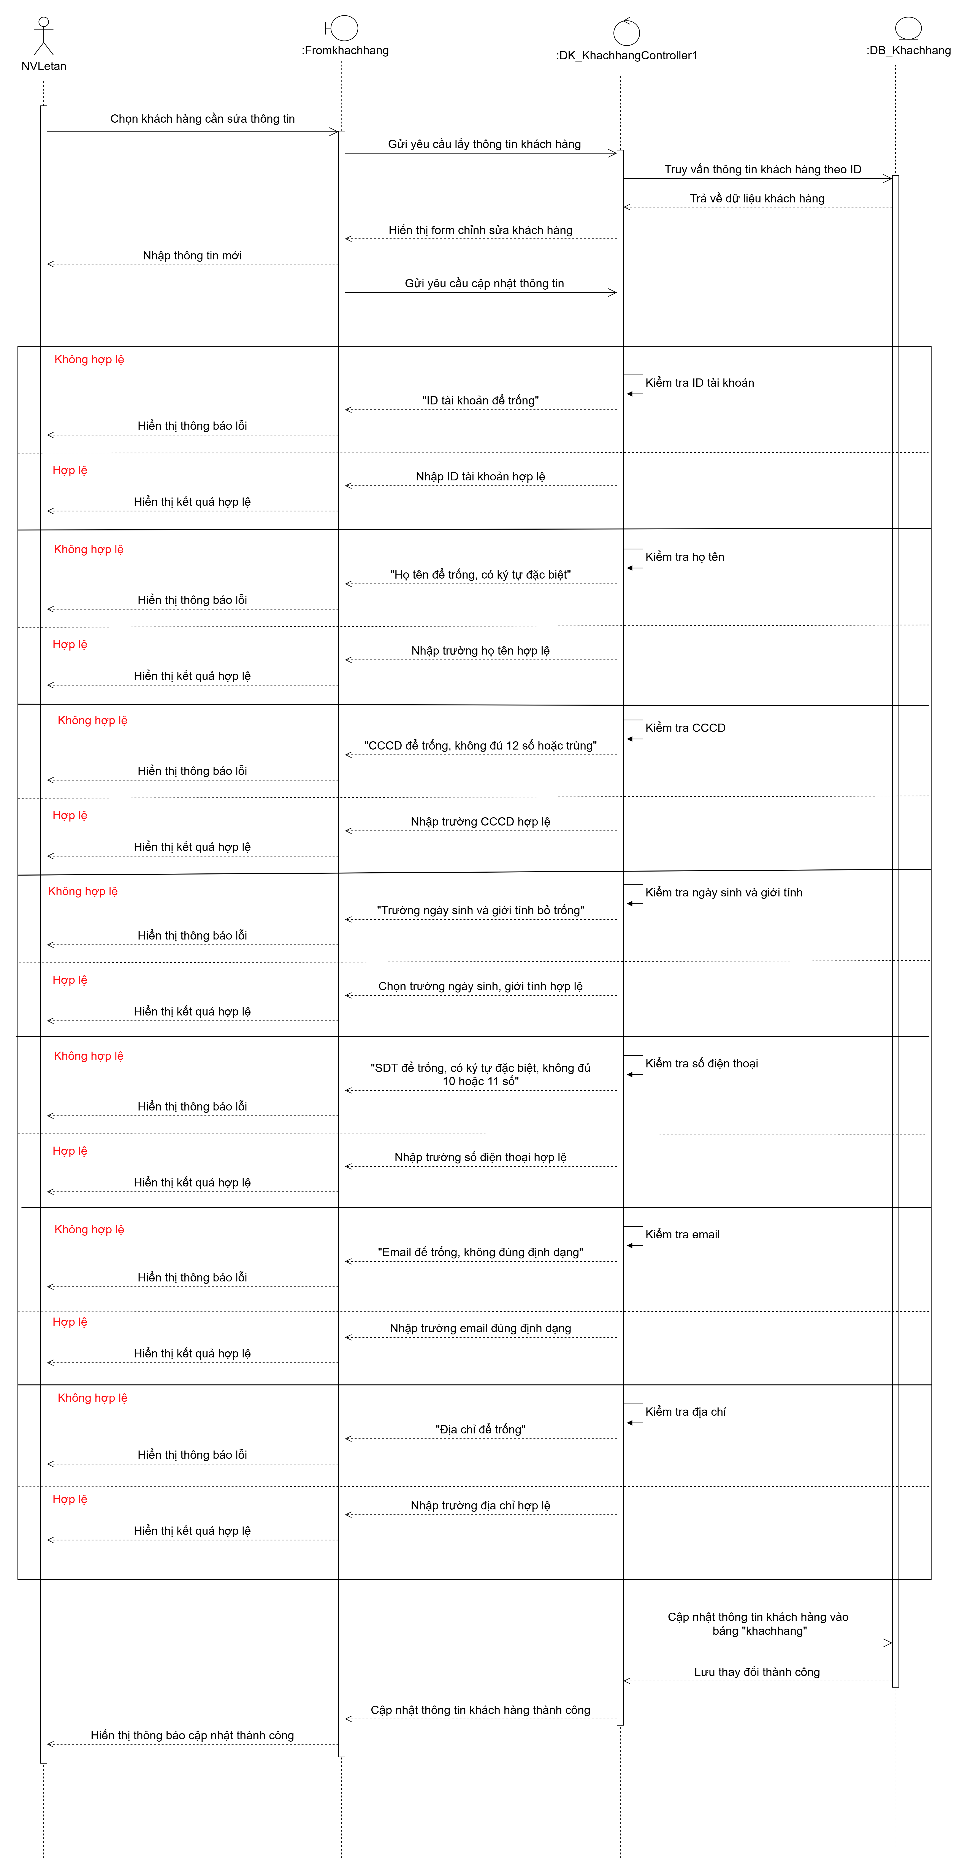 NVLetan
:Fromkhachhang
:DK_KhachhangController1
:DB_Khachhang
Chọn khách hàng cần sửa thông tin
Gửi yêu cầu lấy thông tin khách hàng
Truy vấn thông tin khách hàng theo ID
Trả về dữ liệu khách hàng
Hiển thị form chỉnh sửa khách hàng
Nhập thông tin mới
Gửi yêu cầu cập nhật thông tin
Không hợp lệ
Kiểm tra ID tài khoản
"ID tài khoản để trống"
Hiển thị thông báo lỗi
Hợp lệ
Nhập ID tài khoản hợp lệ
Hiển thị kết quả hợp lệ
Không hợp lệ
Kiểm tra họ tên
"Họ tên để trống, có ký tự đặc biệt"
Hiển thị thông báo lỗi
Hợp lệ
Nhập trường họ tên hợp lệ
Hiển thị kết quả hợp lệ
Không hợp lệ
Kiểm tra CCCD
"CCCD để trống, không đủ 12 số hoặc trùng"
Hiển thị thông báo lỗi
Hợp lệ
Nhập trường CCCD hợp lệ
Hiển thị kết quả hợp lệ
Không hợp lệ
Kiểm tra ngày sinh và giới tính
"Trường ngày sinh và giới tính bỏ trống"
Hiển thị thông báo lỗi
Hợp lệ
Chọn trường ngày sinh, giới tính hợp lệ
Hiển thị kết quả hợp lệ
Không hợp lệ
Kiểm tra số điện thoại
"SDT để trống, có ký tự đặc biệt, không đủ
10 hoặc 11 số"
Hiển thị thông báo lỗi
Hợp lệ
Nhập trường số điện thoại hợp lệ
Hiển thị kết quả hợp lệ
Không hợp lệ
Kiểm tra email
"Email để trống, không đúng định dạng"
Hiển thị thông báo lỗi
Hợp lệ
Nhập trường email đúng định dạng
Hiển thị kết quả hợp lệ
Không hợp lệ
Kiểm tra địa chỉ
"Địa chỉ để trống"
Hiển thị thông báo lỗi
Hợp lệ
Nhập trường địa chỉ hợp lệ
Hiển thị kết quả hợp lệ
Cập nhật thông tin khách hàng vào
bảng "khachhang"
Lưu thay đổi thành công
Cập nhật thông tin khách hàng thành công
Hiển thị thông báo cập nhật thành công